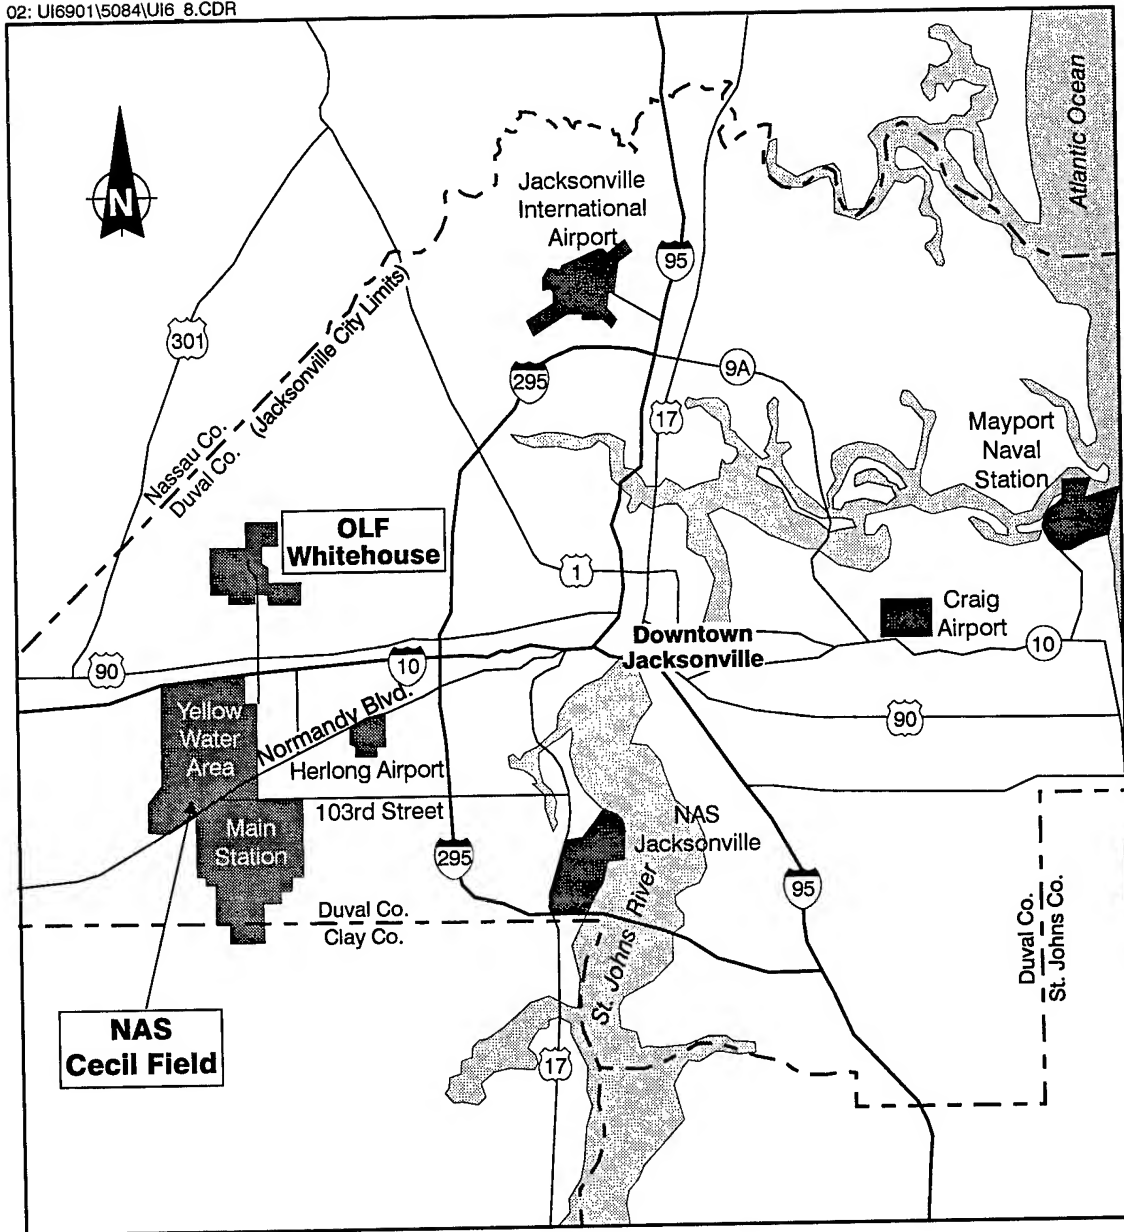 02: UI6901\5084\UI6 8.CDR
Atlantic Ocean
N
Jacksonville
International
Airport
95
301
(Jacksonville City Limits)
295
9A
17
Mayport
Naval
Station
Nassau Co.
Duval Co.
OLF
Whitehouse
1
Craig
Airport
Downtown
Jacksonville
10
90
10
Normandy Blvd.
Yellow
Water
Area
90
Herlong Airport
103rd Street
NAS
Jacksonville
Main
Station
295
95
St. Johns River
Duval Co.
Clay Co.
Duval Co.
St. Johns Co.
NAS
Cecil Field
17